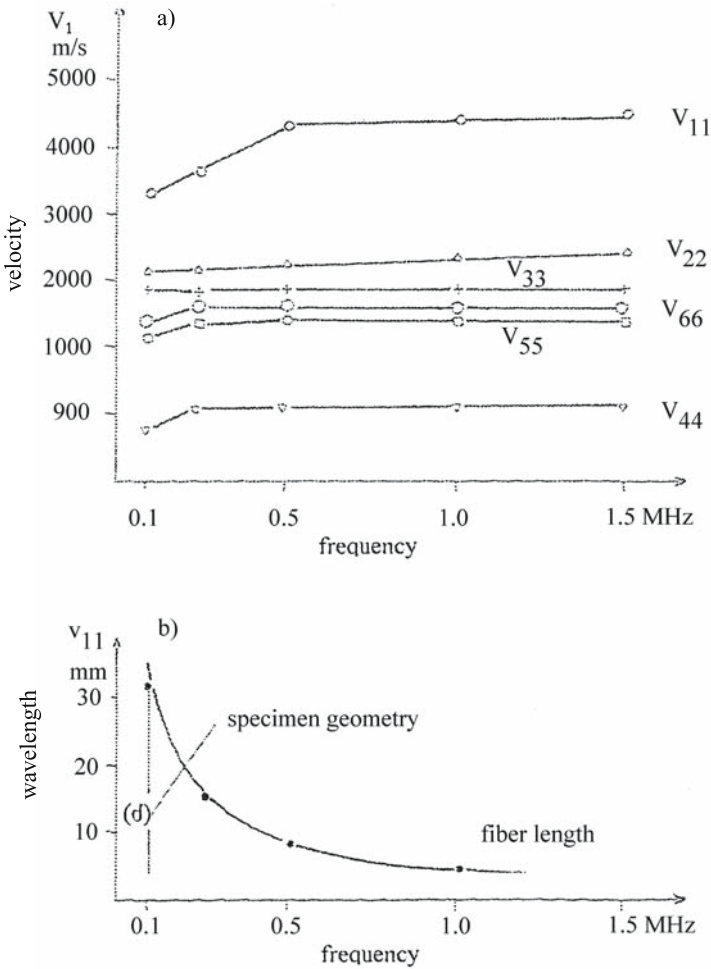 V1
a)
m/s
5000
4000
3000
2000
1000
900
velocity
V11
V22
V33
V66
V55
V44
0.1
0.5
1.0
1.5 MHz
frequency
b)
v11
mm
30
20
10
wavelength
specimen geometry
(d)
fiber length
0.1
0.5
1.0
1.5 MHz
frequency